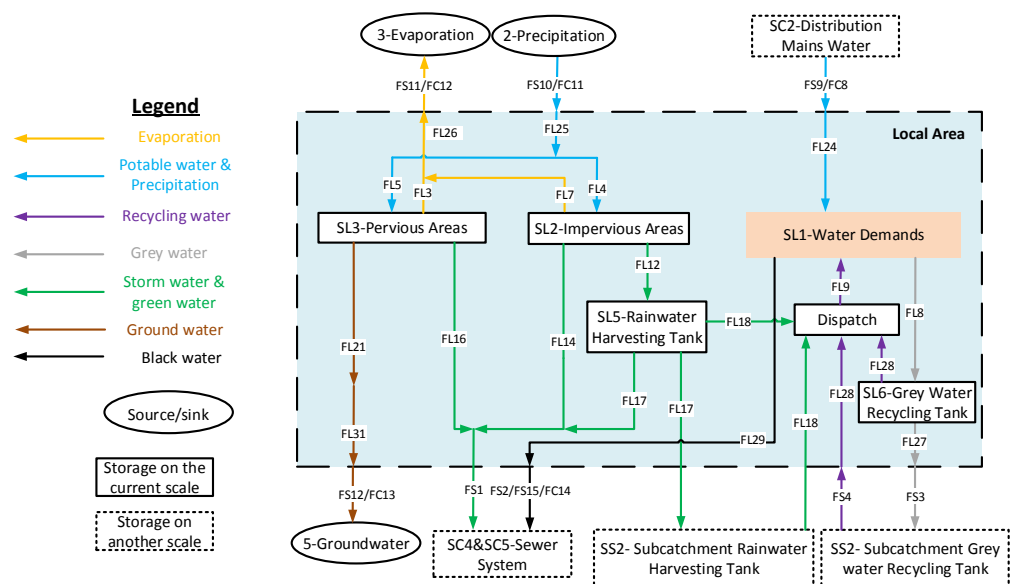 3-Evaporation
2-Precipitation
SC2-Distribution
Mains Water
FS11/FC12
FS10/FC11
FS9/FC8
Legend
Evaporation
Potable water &
Precipitation
Recycling water
Grey water
Storm water &
green water
Ground water
Black water
Source/sink
Storage on the
current scale
Storage on
another scale
Local Area
FL26
FL25
FL24
FL5
FL3
FL7
FL4
SL3-Pervious Areas
SL2-Impervious Areas
SL1-Water Demands
FL12
FL9
SL5-Rainwater
Harvesting Tank
FL18
Dispatch
FL8
FL21
FL16
FL14
FL28
SL6-Grey Water
Recycling Tank
FL17
FL17
FL28
FL18
FL31
FL29
FL27
FS12/FC13
FS1
FS2/FS15/FC14
FS4
FS3
5-Groundwater
SC4&SC5-Sewer
System
SS2- Subcatchment Rainwater
Harvesting Tank
SS2- Subcatchment Grey
water Recycling Tank